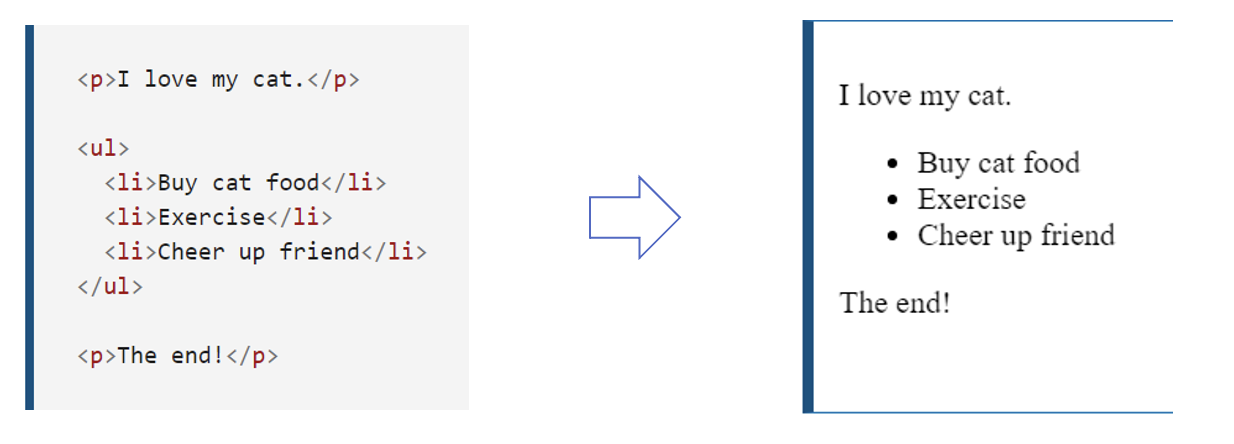 <p>I love my cat.</p>
<ul>
<li>Buy cat food</li>
<li>Exercise</li>
<li>Cheer up friend</li>
</ul>
<p>The end!</p>
I love my cat.
• Buy cat food
• Exercise
• Cheer up friend
The end!